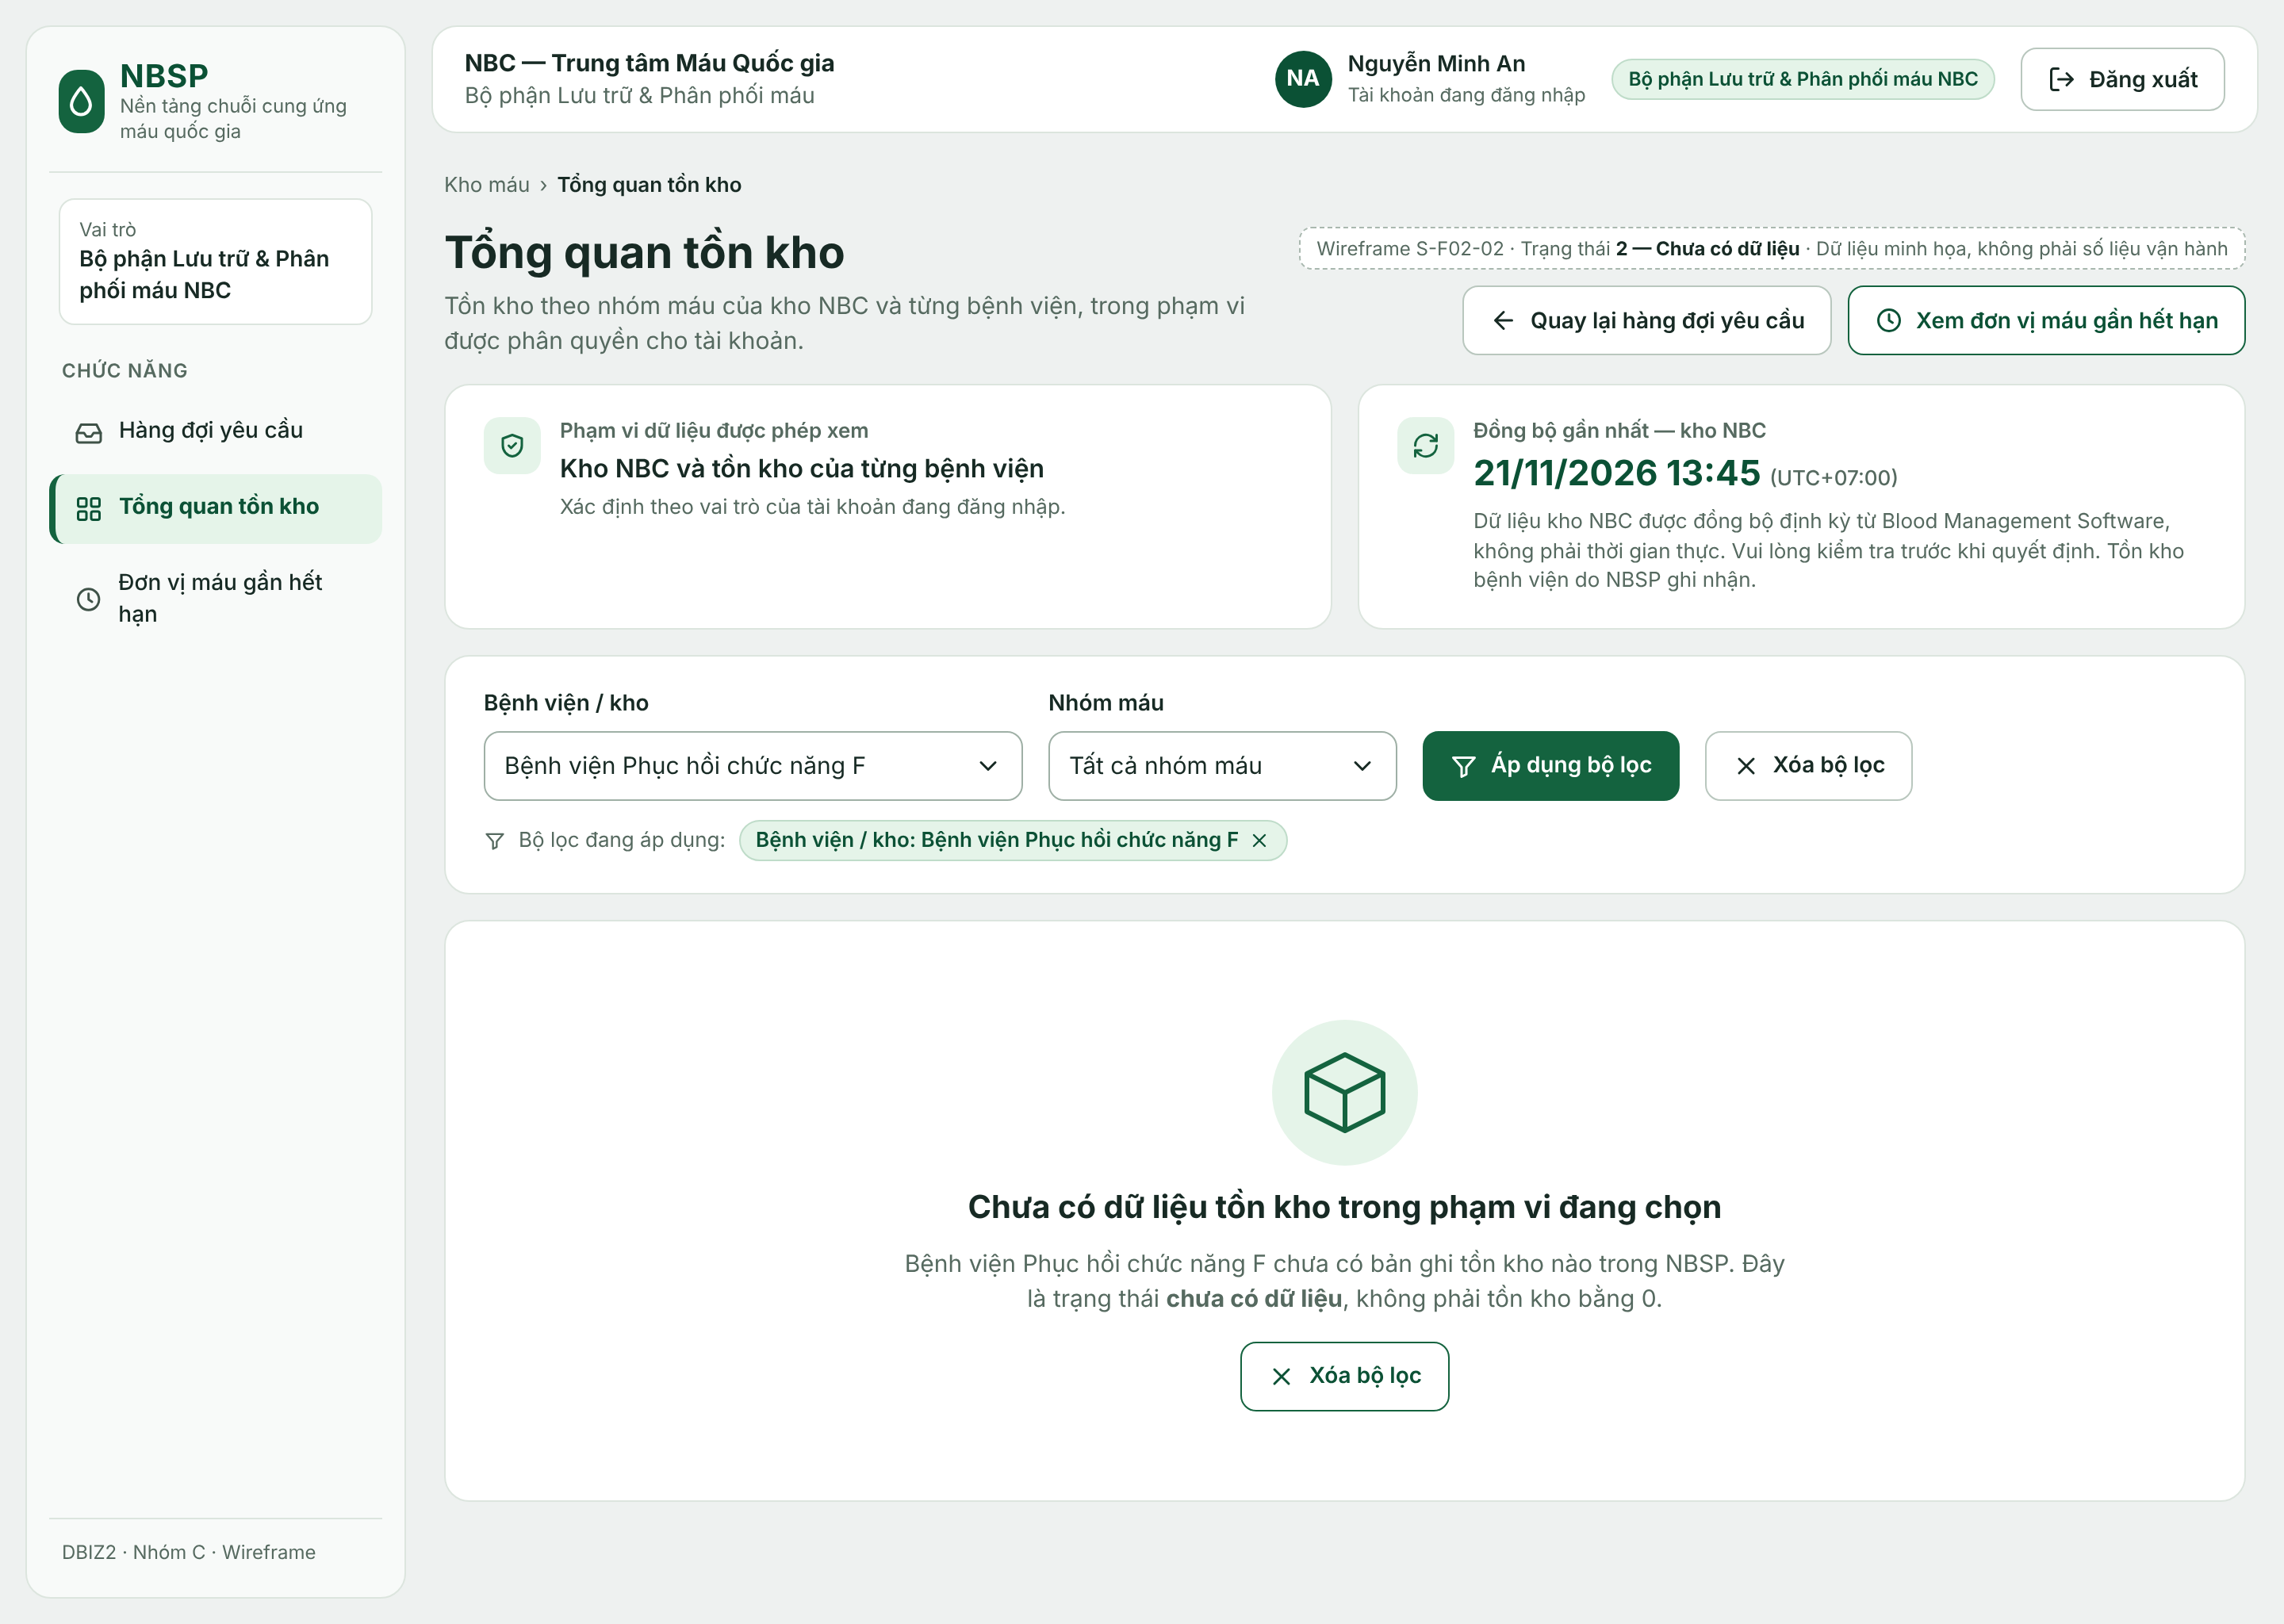 NBSP
Nền tảng chuỗi cung ứng
máu quốc gia
Vai trò
Bộ phận Lưu trữ & Phân
phối máu NBC
CHỨC NĂNG
Hàng đợi yêu cầu
Tổng quan tồn kho
Đơn vị máu gần hết
hạn
DBIZ2 · Nhóm C · Wireframe
NBC — Trung tâm Máu Quốc gia
Bộ phận Lưu trữ & Phân phối máu
NA
Nguyễn Minh An
Tài khoản đang đăng nhập
Bộ phận Lưu trữ & Phân phối máu NBC
Đăng xuất
Kho máu › Tổng quan tồn kho
Tổng quan tồn kho
Tồn kho theo nhóm máu của kho NBC và từng bệnh viện, trong phạm vi
được phân quyền cho tài khoản.
Wireframe S-F02-02 · Trạng thái 2 — Chưa có dữ liệu · Dữ liệu minh họa, không phải số liệu vận hành
Quay lại hàng đợi yêu cầu
Xem đơn vị máu gần hết hạn
Phạm vi dữ liệu được phép xem
Kho NBC và tồn kho của từng bệnh viện
Xác định theo vai trò của tài khoản đang đăng nhập.
Đồng bộ gần nhất — kho NBC
21/11/2026 13:45 (UTC+07:00)
Dữ liệu kho NBC được đồng bộ định kỳ từ Blood Management Software,
không phải thời gian thực. Vui lòng kiểm tra trước khi quyết định. Tồn kho
bệnh viện do NBSP ghi nhận.
Bệnh viện / kho
Bệnh viện Phục hồi chức năng F
Nhóm máu
Tất cả nhóm máu
Áp dụng bộ lọc
Xóa bộ lọc
Bộ lọc đang áp dụng:
Bệnh viện / kho: Bệnh viện Phục hồi chức năng F
Chưa có dữ liệu tồn kho trong phạm vi đang chọn
Bệnh viện Phục hồi chức năng F chưa có bản ghi tồn kho nào trong NBSP. Đây
là trạng thái chưa có dữ liệu, không phải tồn kho bằng 0.
Xóa bộ lọc